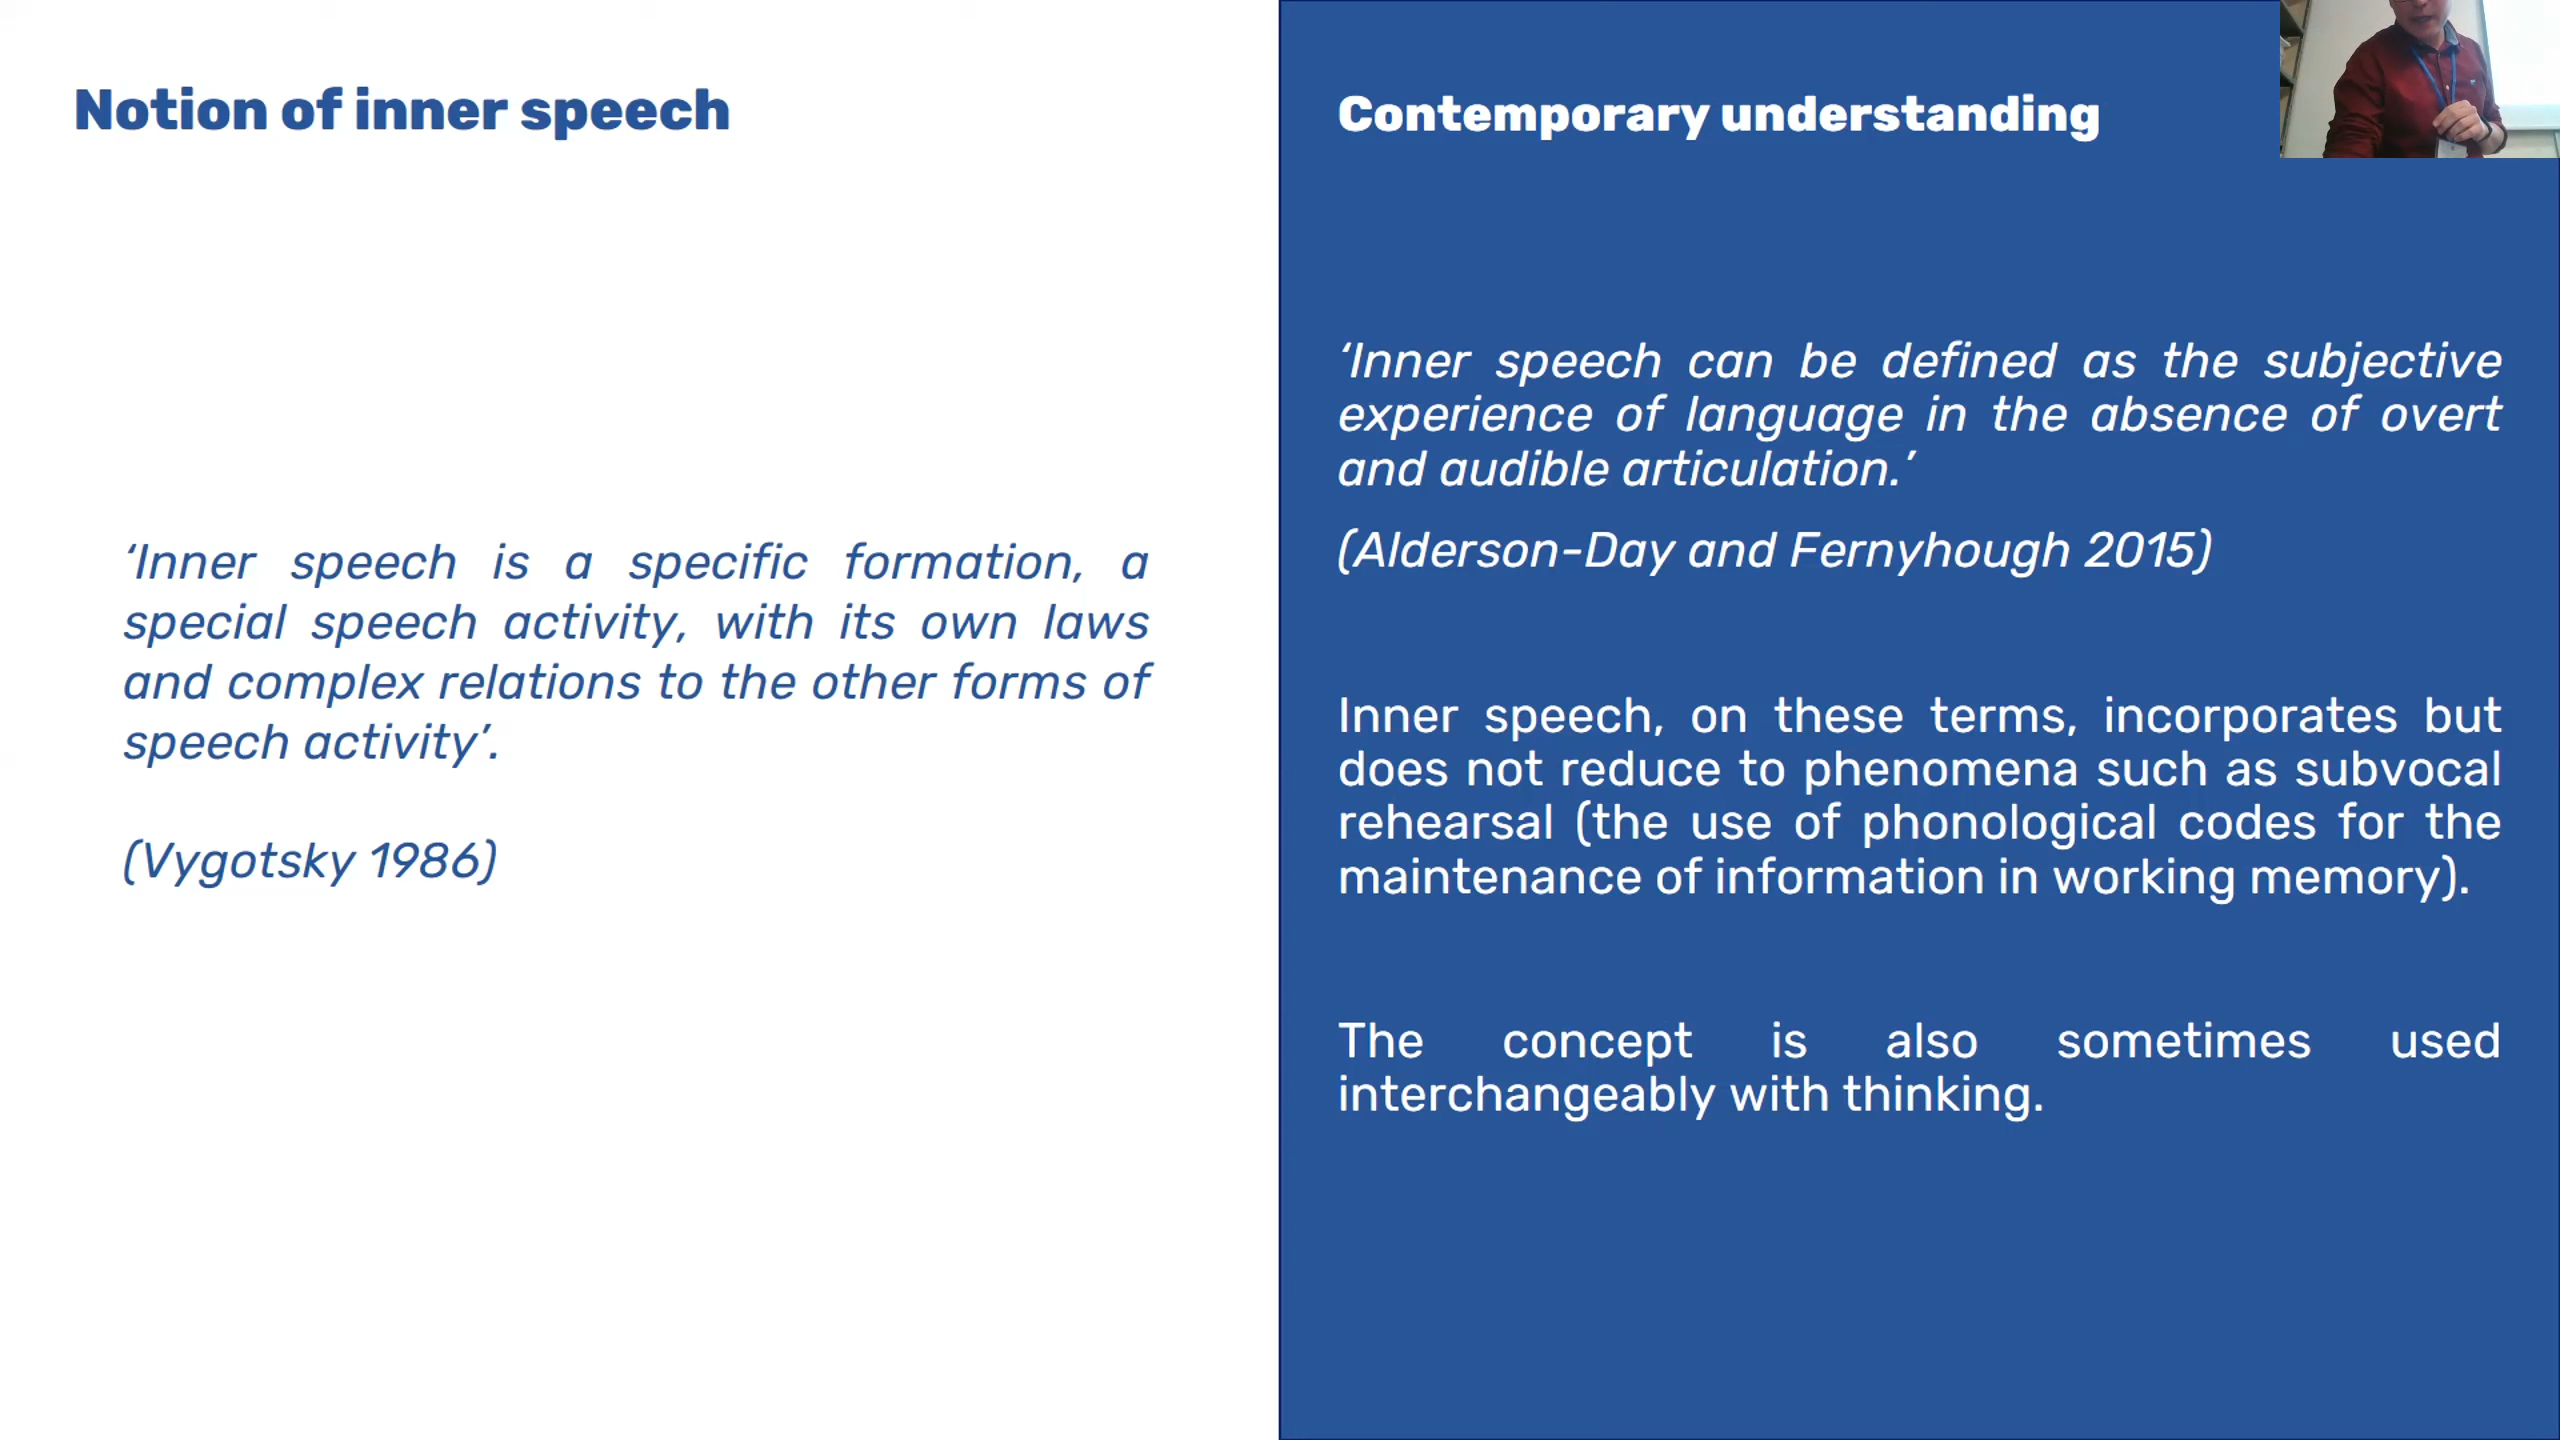 Notion of inner speech
‘Inner speech is a specific formation, a
special speech activity, with its own laws
and complex relations to the other forms of
speech activity’.
(Vygotsky 1986)
Contemporary understanding
‘Inner speech can be defined as the subjective
experience of language in the absence of overt
and audible articulation.’
(Alderson-Day and Fernyhough 2015)
Inner speech, on these terms, incorporates but
does not reduce to phenomena such as subvocal
rehearsal (the use of phonological codes for the
maintenance of information in working memory).
The concept is also sometimes used
interchangeably with thinking.